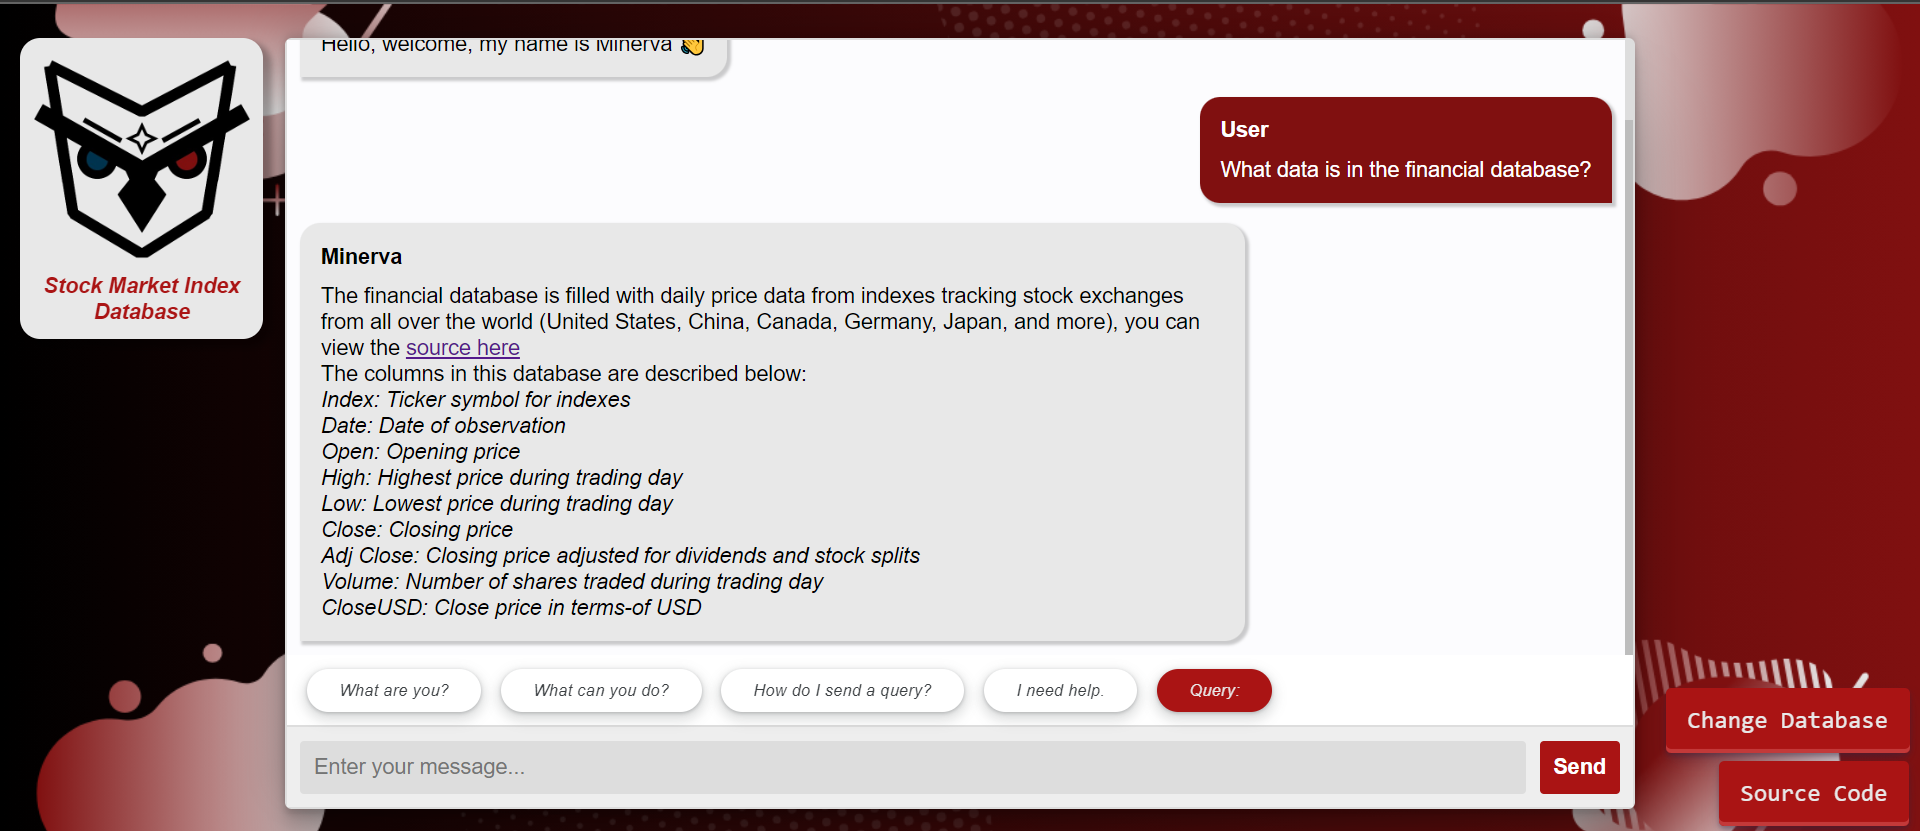 Hello, welcome, my name is Minerva 👋
User
What data is in the financial database?
Minerva
The financial database is filled with daily price data from indexes tracking stock exchanges
from all over the world (United States, China, Canada, Germany, Japan, and more), you can
view the source here
The columns in this database are described below:
Index: Ticker symbol for indexes
Date: Date of observation
Open: Opening price
High: Highest price during trading day
Low: Lowest price during trading day
Close: Closing price
Adj Close: Closing price adjusted for dividends and stock splits
Volume: Number of shares traded during trading day
CloseUSD: Close price in terms-of USD
Stock Market Index
Database
What are you?
What can you do?
How do I send a query?
I need help.
Query:
Enter your message...
Send
Change Database
Source Code